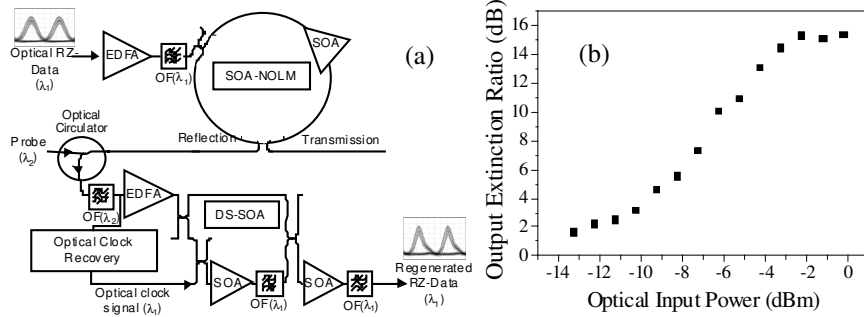 (a)
Optical RZ-
Data
(λ1)
EDFA
OF(λ1)
SOA
SOA-NOLM
Optical
Circulator
Reflection
Transmission
Probe
(λ2)
OF(λ2)
EDFA
DS-SOA
Optical Clock
Recovery
Optical clock
signal (λ1)
SOA
OF(λ1)
SOA
OF(λ1)
Regenerated
RZ-Data
(λ1)
(b)
Output Extinction Ratio (dB)
16
14
12
10
8
6
4
2
0
-14 -12 -10 -8 -6 -4 -2 0
Optical Input Power (dBm)